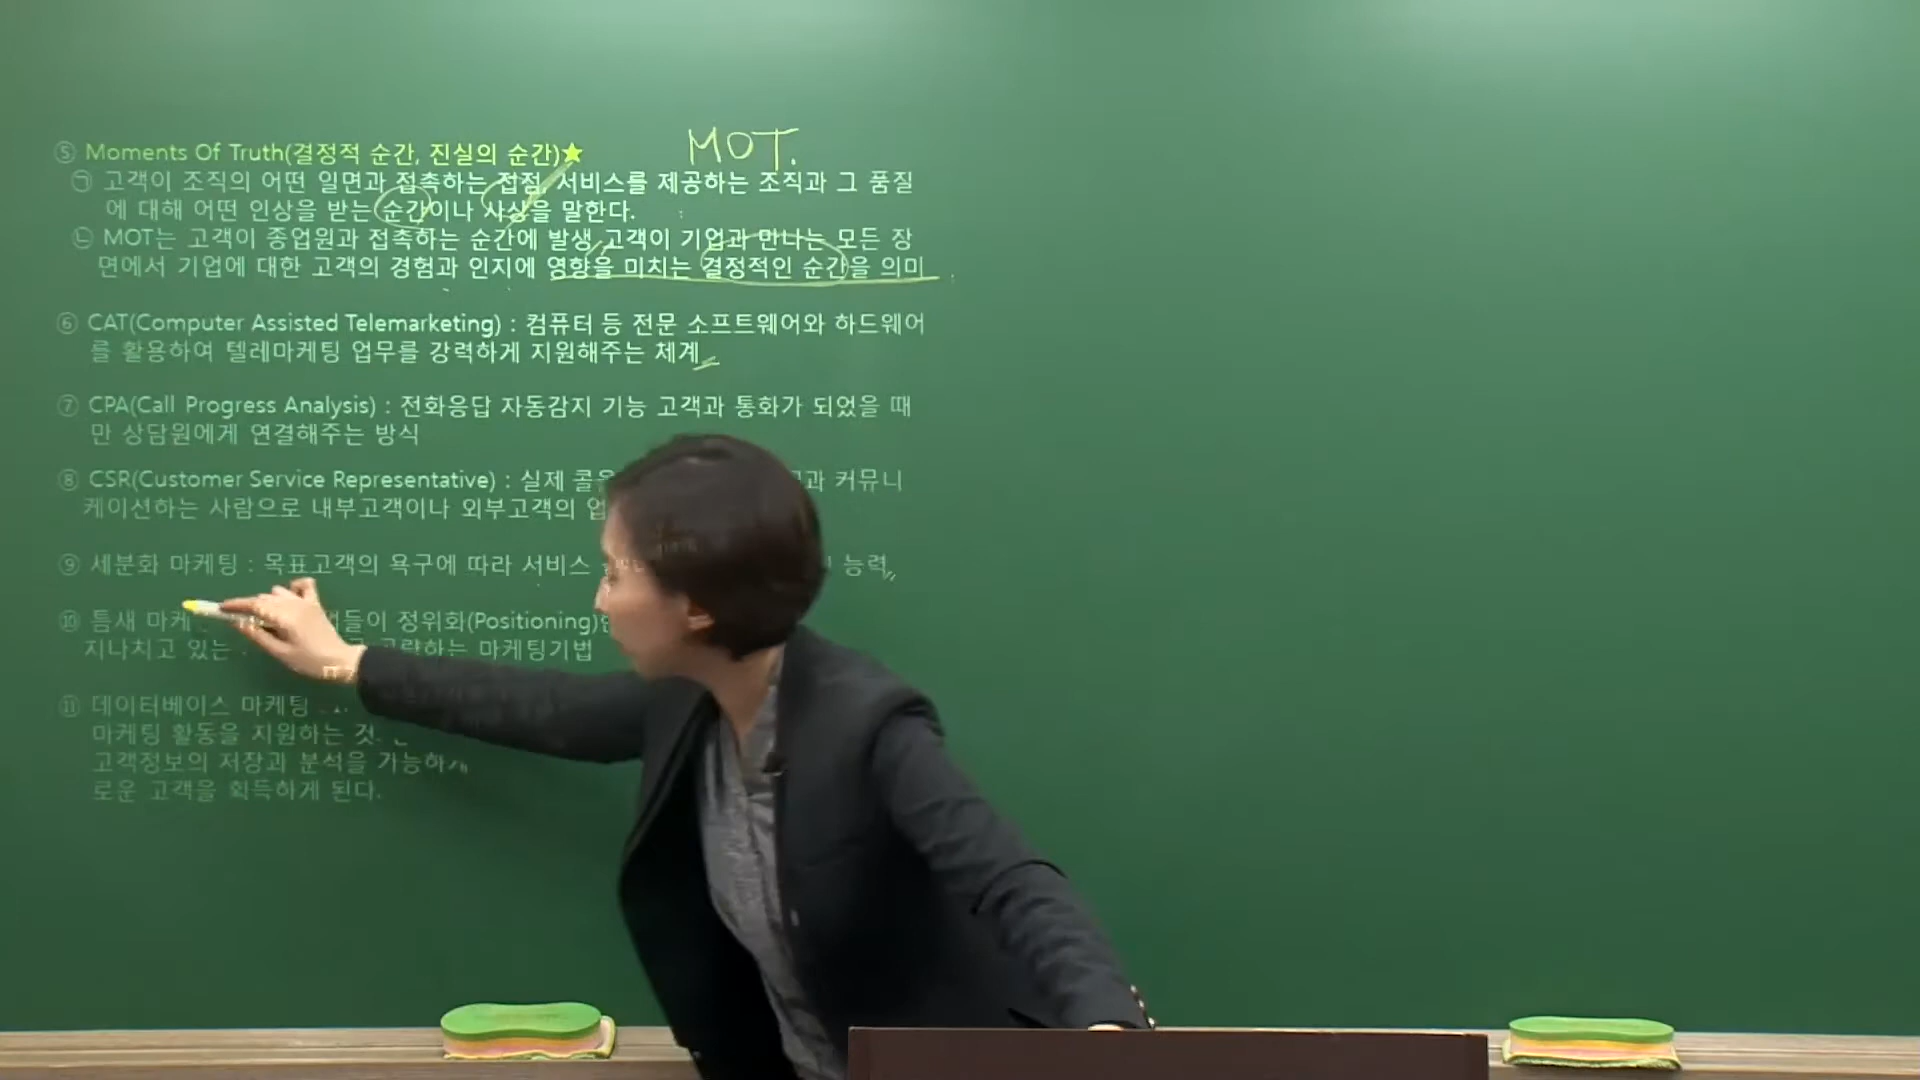 MOT.
⑤ Moments Of Truth(결정적 순간, 진실의 순간)★
㉠ 고객이 조직의 어떤 일면과 접촉하는 접점, 서비스를 제공하는 조직과 그 품질
에 대해 어떤 인상을 받는 순간이나 사상을 말한다.
㉡ MOT는 고객이 종업원과 접촉하는 순간에 발생 고객이 기업과 만나는 모든 장
면에서 기업에 대한 고객의 경험과 인지에 영향을 미치는 결정적인 순간을 의미
⑥ CAT(Computer Assisted Telemarketing) : 컴퓨터 등 전문 소프트웨어와 하드웨어
를 활용하여 텔레마케팅 업무를 강력하게 지원해주는 체계
⑦ CPA(Call Progress Analysis) : 전화응답 자동감지 기능 고객과 통화가 되었을 때
만 상담원에게 연결해주는 방식
⑧ CSR(Customer Service Representative) : 실제 콜을 커뮤니
케이션하는 사람으로 내부고객이나 외부고객의
⑨ 세분화 마케팅 : 목표고객의 욕구에 따라 서비스 능력
⑩ 틈새 정위화(Positioning)
지나치고 있는 공략하는 마케팅기법
⑪ 데이터베이스 마케팅
마케팅 활동을 지원하는 것.
고객정보의 저장과 분석을
로운 고객을 획득하게 된다.